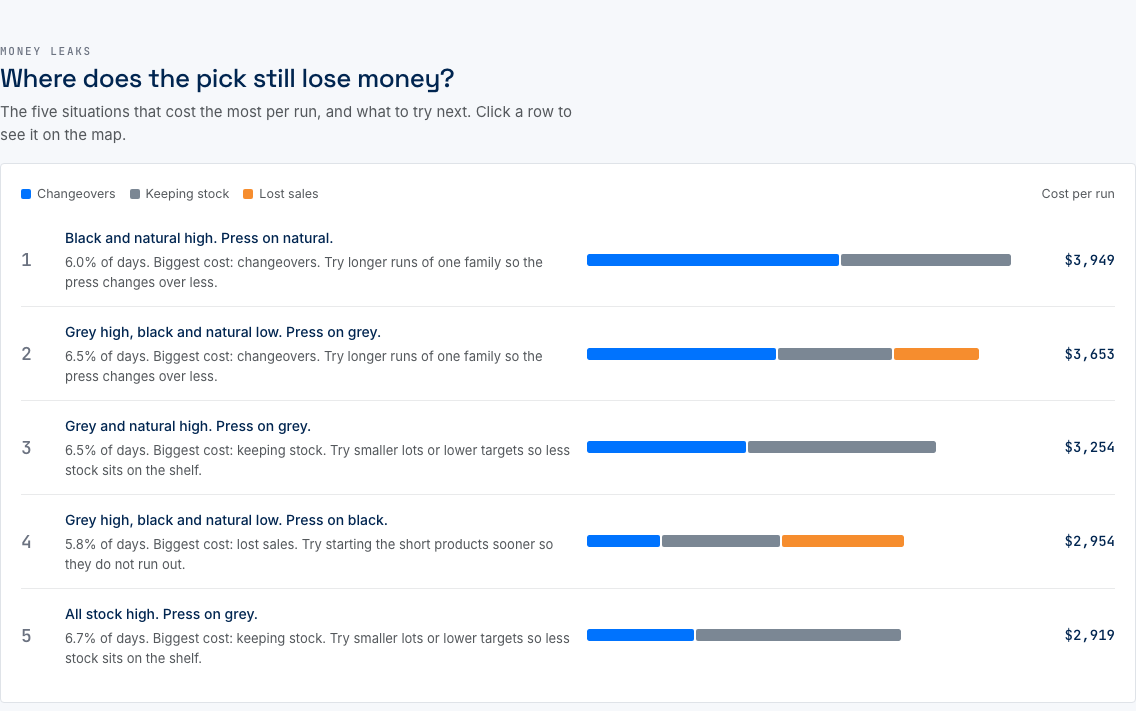 MONEY LEAKS
Where does the pick still lose money?
The five situations that cost the most per run, and what to try next. Click a row to
see it on the map.
Changeovers Keeping stock Lost sales Cost per run
1
Black and natural high. Press on natural.
6.0% of days. Biggest cost: changeovers. Try longer runs of one family so the
press changes over less.
$3,949
2
Grey high, black and natural low. Press on grey.
6.5% of days. Biggest cost: changeovers. Try longer runs of one family so the
press changes over less.
$3,653
3
Grey and natural high. Press on grey.
6.5% of days. Biggest cost: keeping stock. Try smaller lots or lower targets so less
stock sits on the shelf.
$3,254
4
Grey high, black and natural low. Press on black.
5.8% of days. Biggest cost: lost sales. Try starting the short products sooner so
they do not run out.
$2,954
5
All stock high. Press on grey.
6.7% of days. Biggest cost: keeping stock. Try smaller lots or lower targets so less
stock sits on the shelf.
$2,919